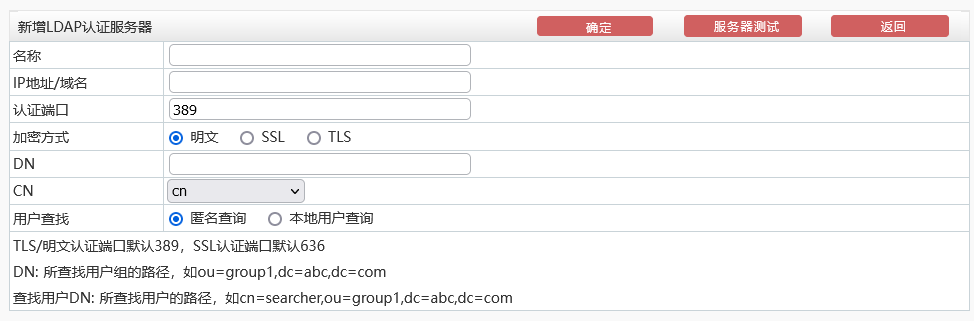 新增LDAP认证服务器 确定 服务器测试 返回
名称
IP地址/域名
认证端口 389
加密方式 明文 SSL TLS
DN
CN cn
用户查找 匿名查询 本地用户查询
TLS/明文认证端口默认389，SSL认证端口默认636
DN: 所查找用户组的路径，如ou=group1,dc=abc,dc=com
查找用户DN: 所查找用户的路径，如cn=searcher,ou=group1,dc=abc,dc=com